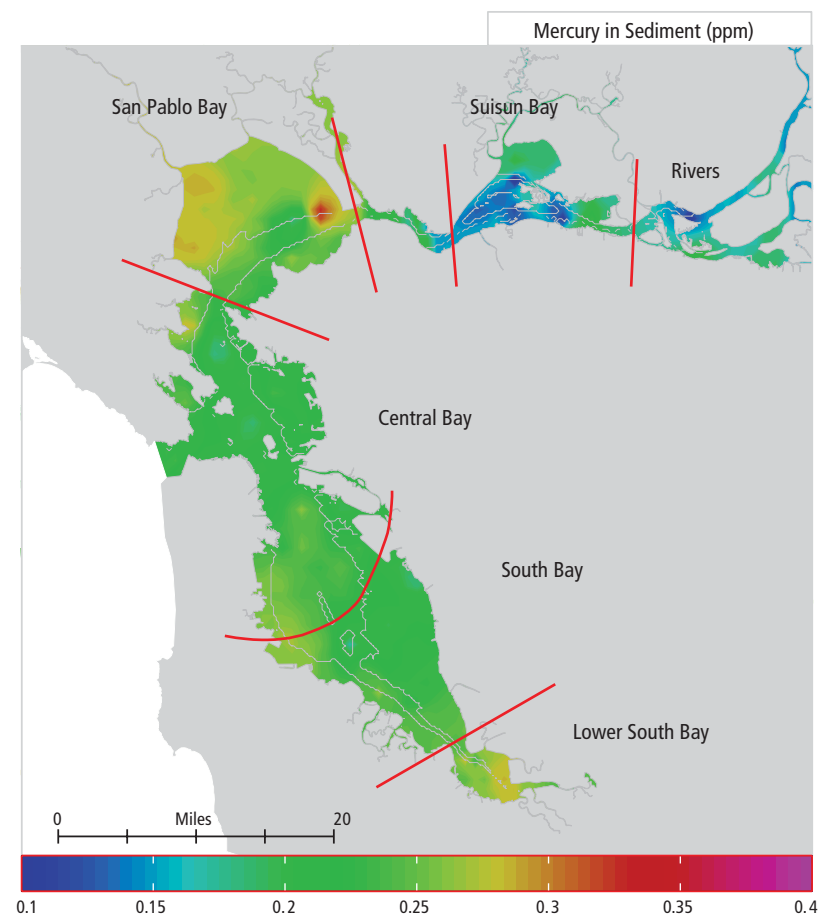 Mercury in Sediment (ppm)
San Pablo Bay
Suisun Bay
Rivers
Central Bay
South Bay
Lower South Bay
0 Miles 20
0.1 0.15 0.2 0.25 0.3 0.35 0.4